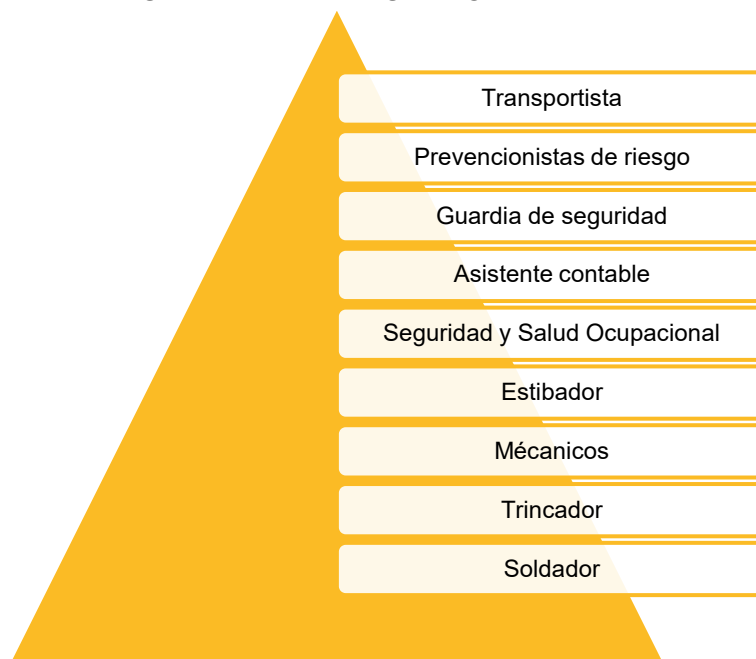 Transportista
Prevencionistas de riesgo
Guardia de seguridad
Asistente contable
Seguridad y Salud Ocupacional
Estibador
Mécanicos
Trincador
Soldador